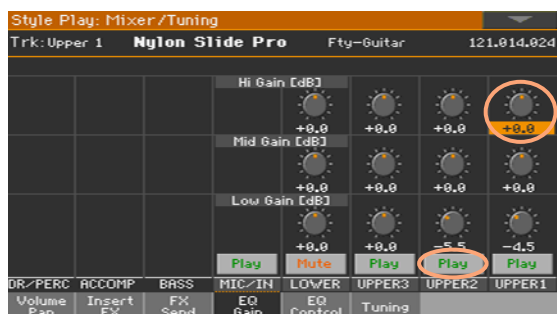 Style Play: Mixer/Tuning
Trk: Upper 1 Nylon Slide Pro Fty-Guitar 121.014.024
Hi Gain [dB]
+0.0 +0.0 +0.0 +0.0
Mid Gain [dB]
+0.0 +0.0 +0.0 +0.0
Low Gain [dB]
+0.0 +0.0 -5.5 -4.5
Play Mute Play Play Play
DR/PERC ACCOMP BASS MIC/IN LOWER UPPER3 UPPER2 UPPER1
Volume Insert FX EQ EQ Tuning
Pan FX Send Gain Control